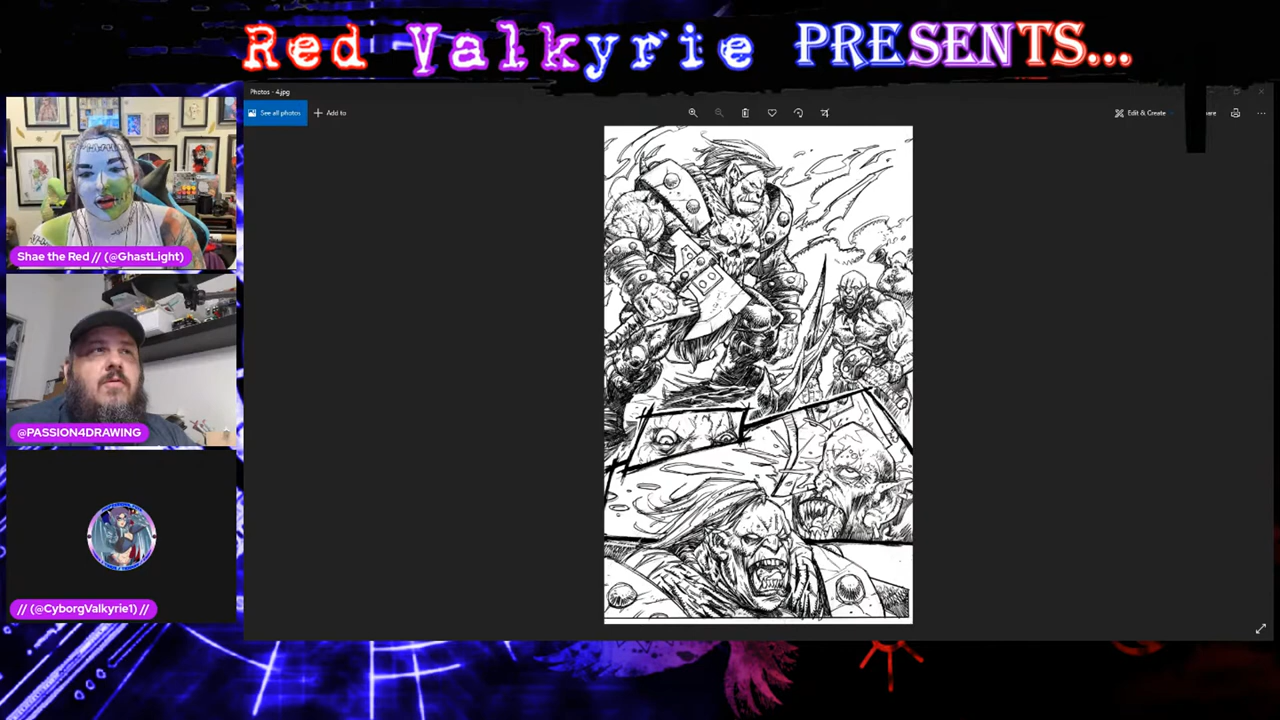 Red Valkyrie PRESENTS...
Photos - 4.jpg
See all photos
Add to
Edit & Create
Shae the Red // (@GhastLight)
@PASSION4DRAWING
// (@CyborgValkyrie1) //